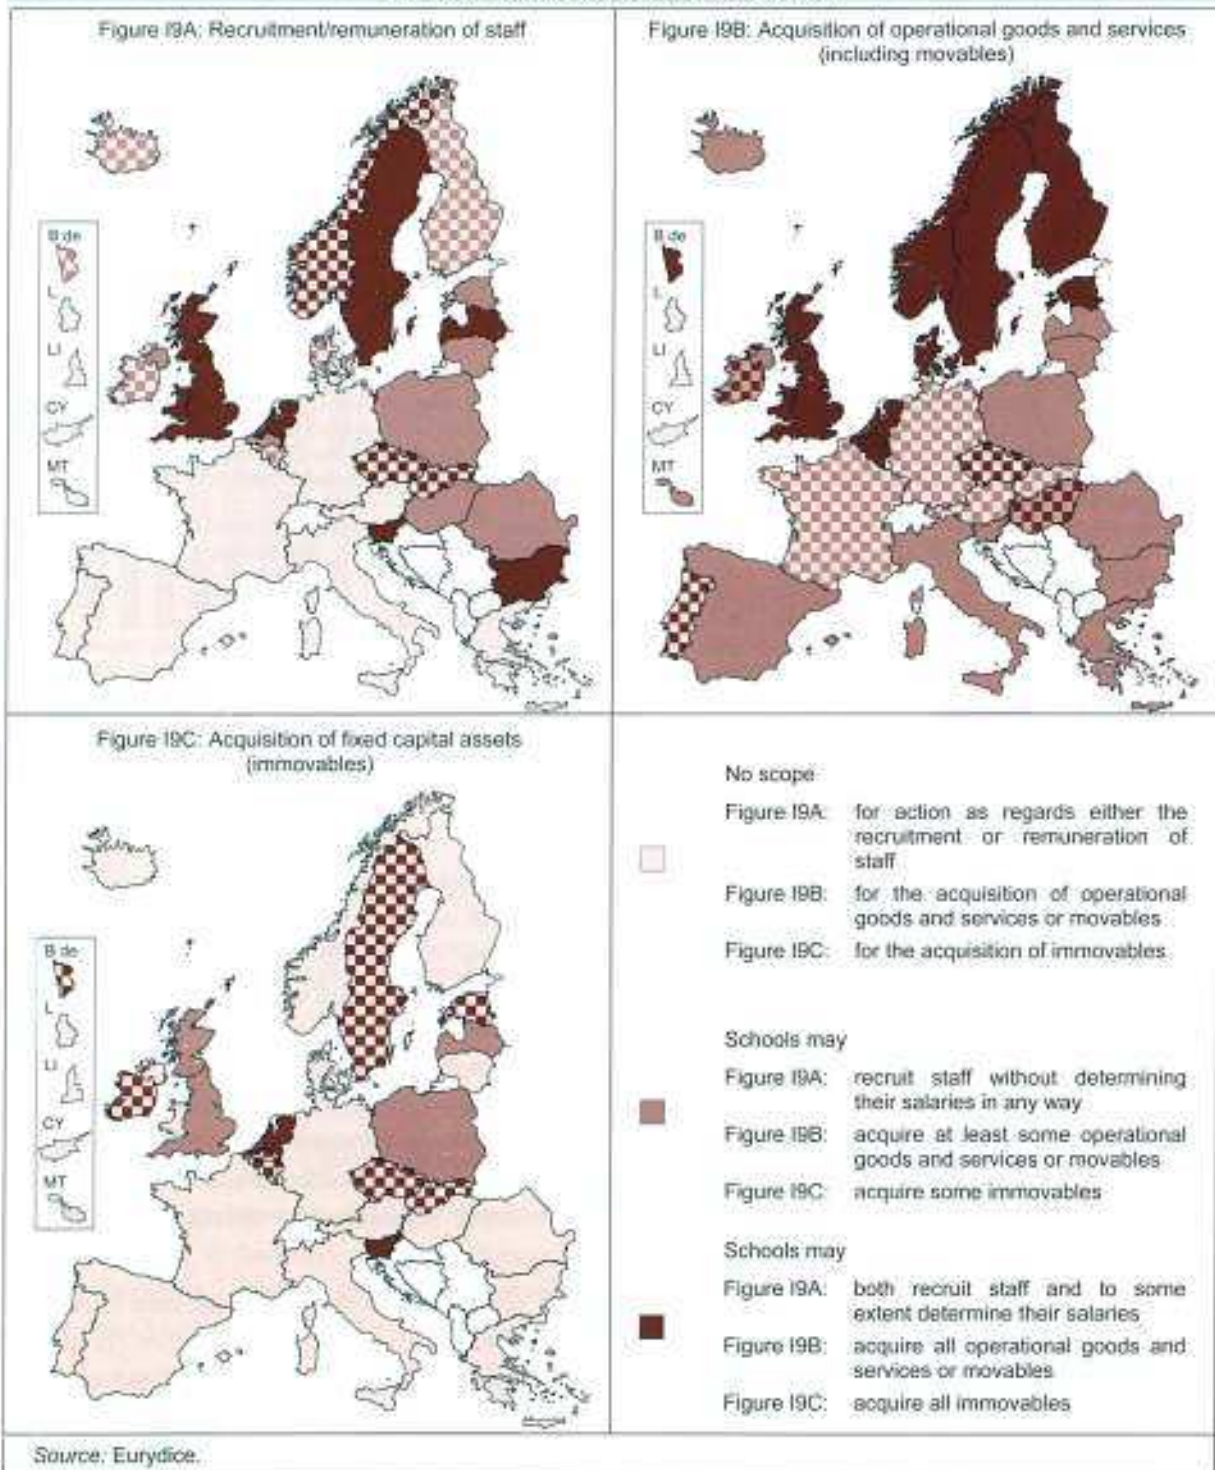 Figure I9A: Recruitment/remuneration of staff
Figure I9B: Acquisition of operational goods and services
(including movables)
B de
L
LI
CY
MT
B de
L
LI
CY
MT
Figure I9C: Acquisition of fixed capital assets
(immovables)
B de
L
LI
CY
MT
No scope
Figure I9A: for action as regards either the
recruitment or remuneration of
staff
Figure I9B: for the acquisition of operational
goods and services or movables
Figure I9C: for the acquisition of immovables
Schools may
Figure I9A: recruit staff without determining
their salaries in any way
Figure I9B: acquire at least some operational
goods and services or movables
Figure I9C: acquire some immovables
Schools may
Figure I9A: both recruit staff and to some
extent determine their salaries
Figure I9B: acquire all operational goods and
services or movables
Figure I9C: acquire all immovables
Source: Eurydice.